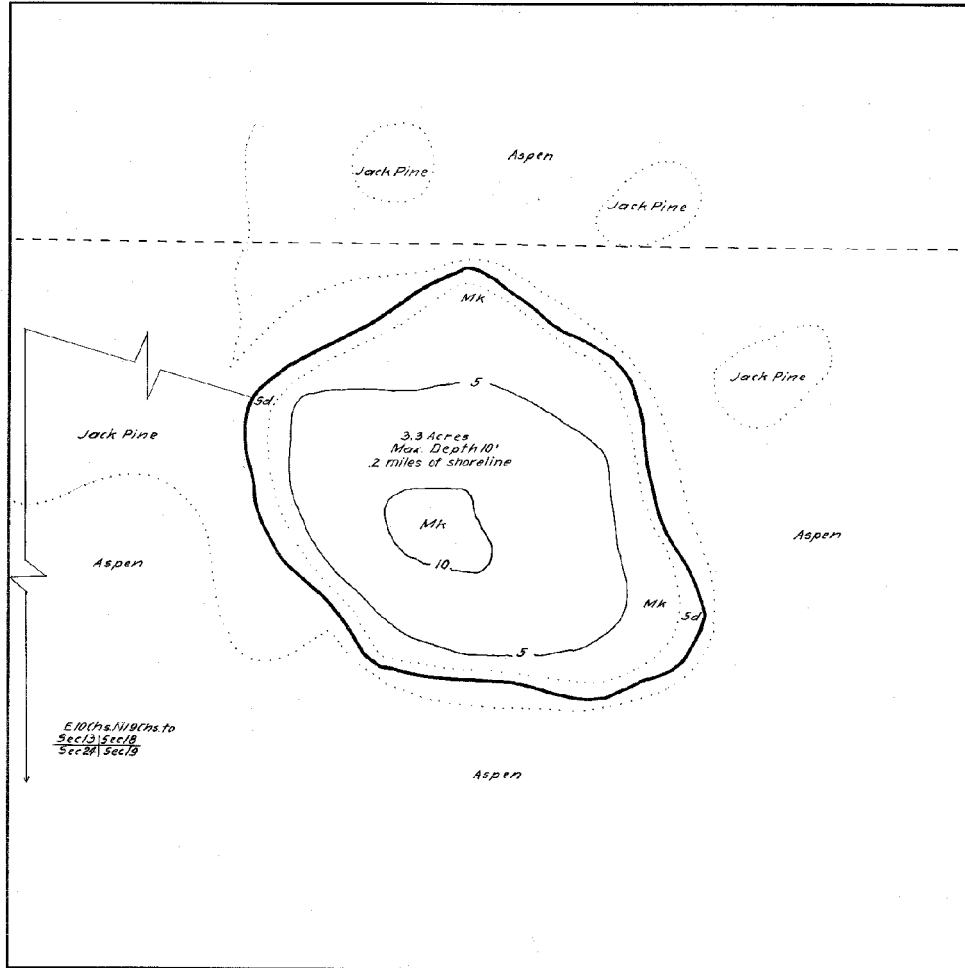 Aspen
Jack Pine
Jack Pine
Mk
Jack Pine
5
Sd.
Jack Pine
3.3 Acres
Max. Depth 10'
.2 miles of shoreline
Mk
Aspen
Aspen
10
Mk
Sd
5
E10Chs.N19Chs.to
Sec13|Sec18
Sec24|Sec19
Aspen